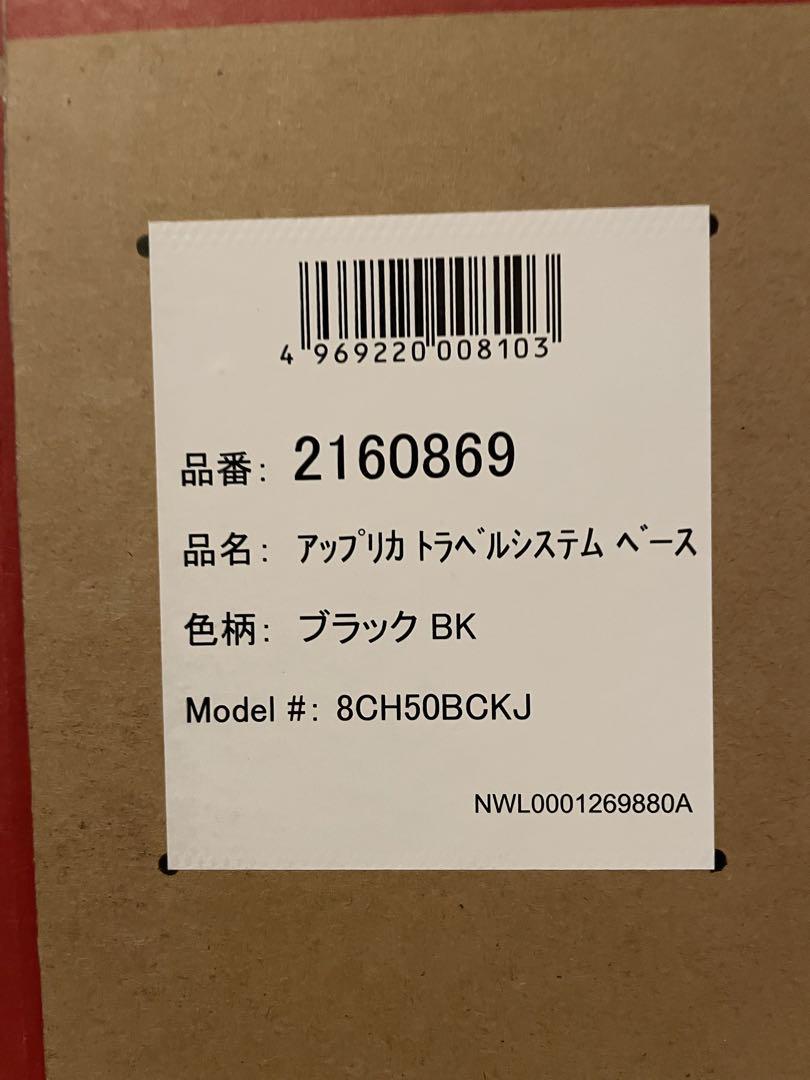 4 969220 008103
品番： 2160869
品名： ｱｯﾌﾟﾘｶ ﾄﾗﾍﾞﾙｼｽﾃﾑ ﾍﾞｰｽ
色柄： ブラック BK
Model #: 8CH50BCKJ
NWL0001269880A